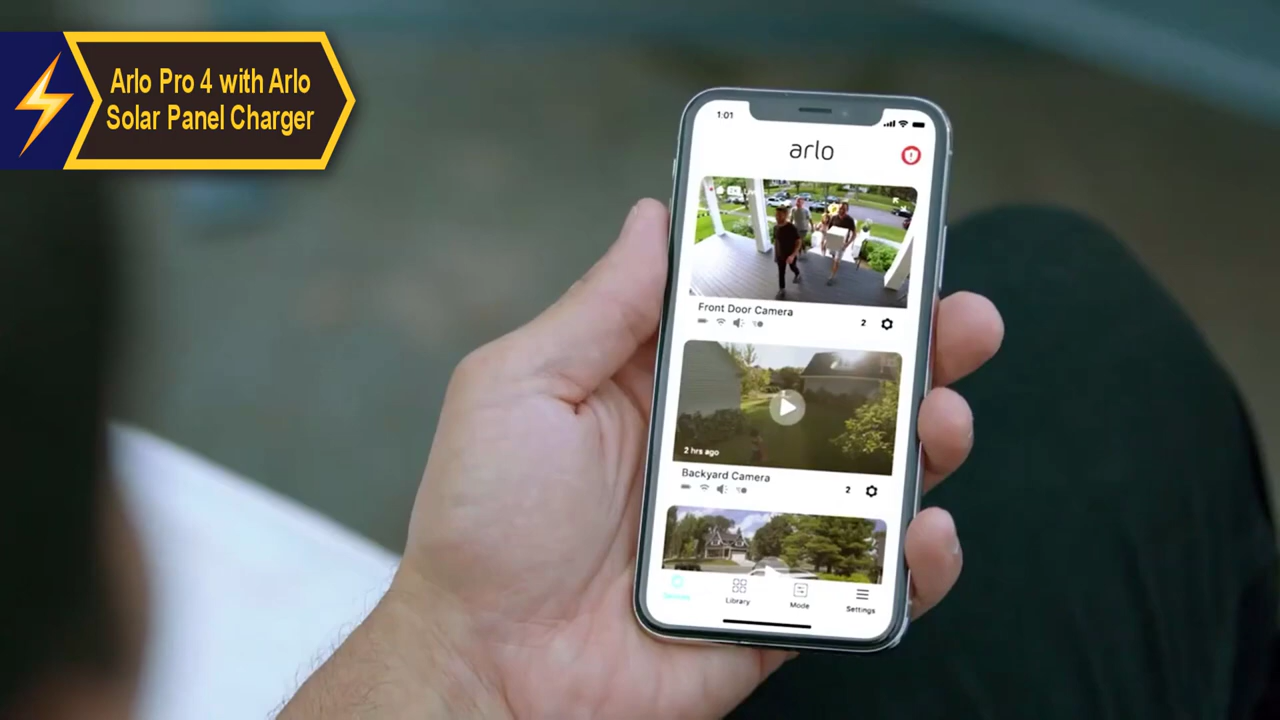 Arlo Pro 4 with Arlo
Solar Panel Charger
1:01
arlo
Front Door Camera
2
2 hrs ago
Backyard Camera
2
Library
Mode
Settings